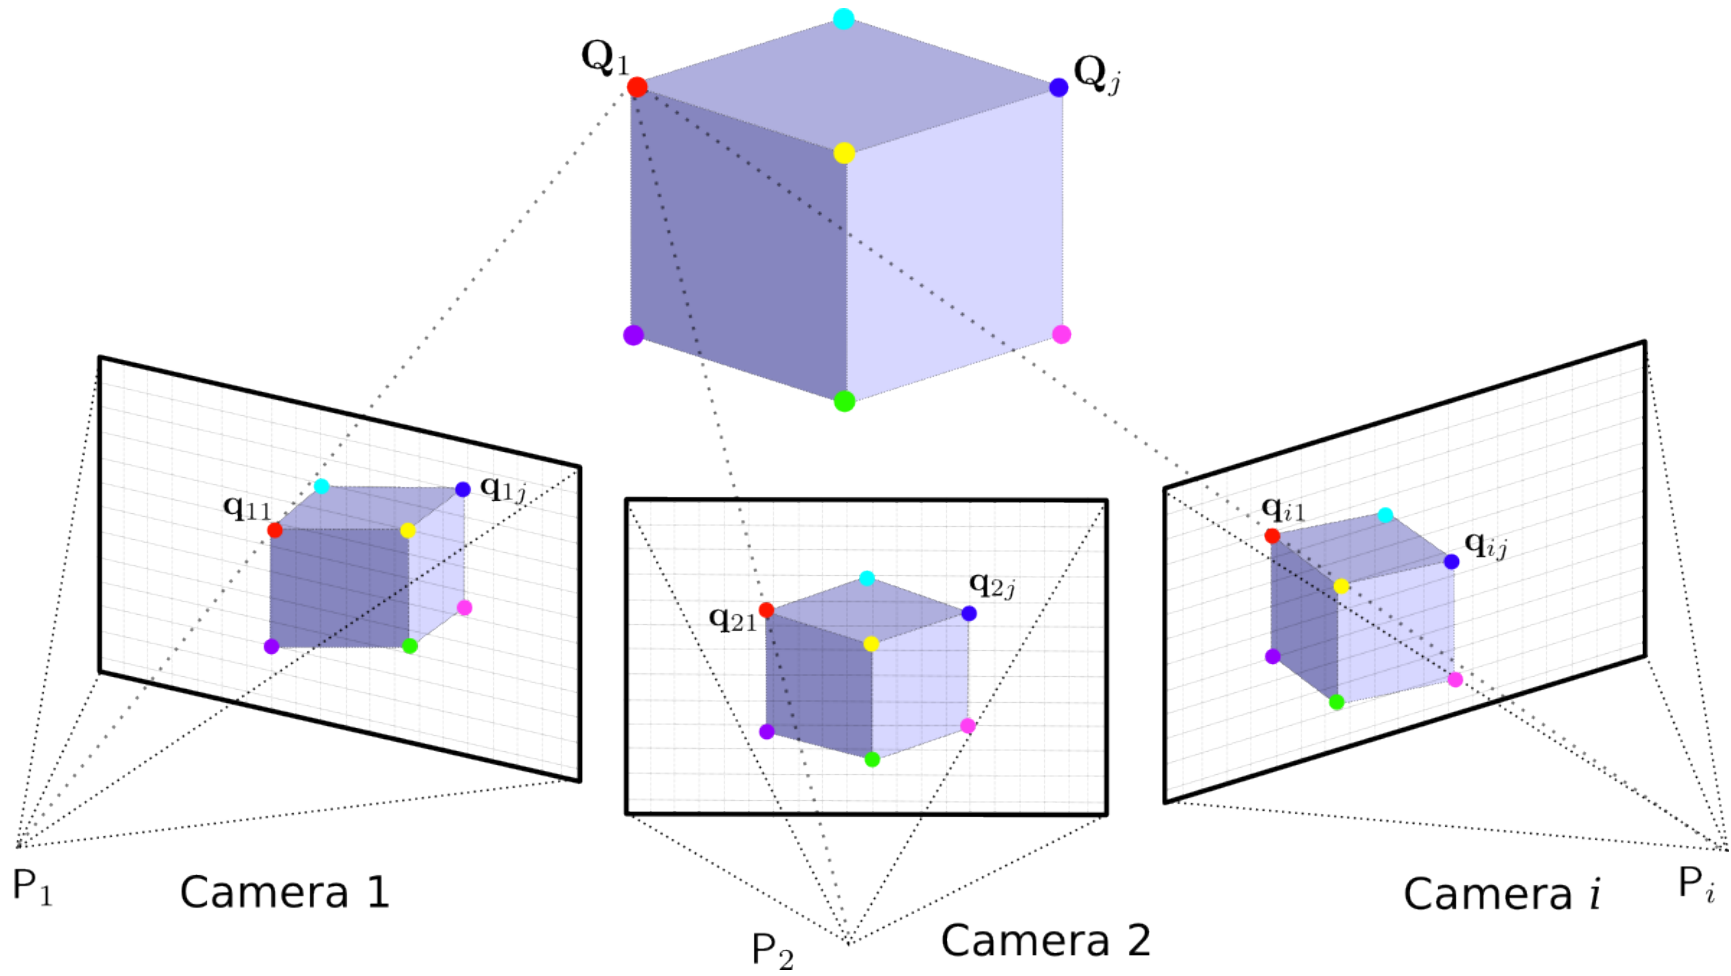 Q₁
Qⱼ
q₁₁
q₁ⱼ
q₂₁
q₂ⱼ
qᵢ₁
qᵢⱼ
P₁
Camera 1
P₂
Camera 2
Camera i
Pᵢ